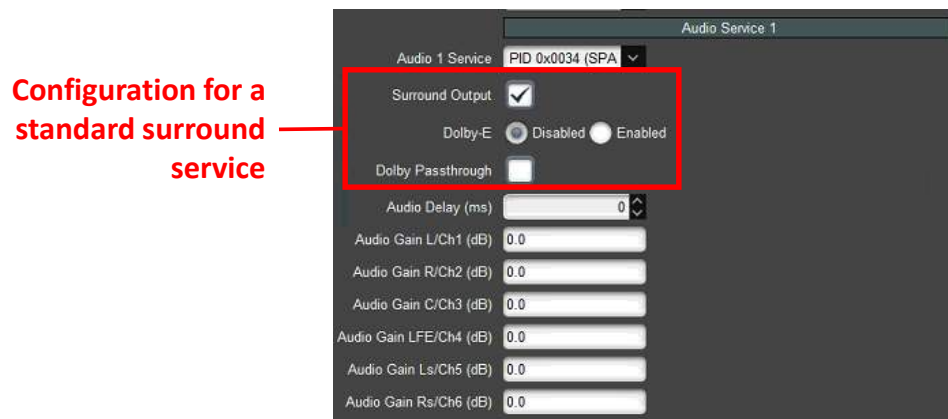 Audio Service 1
Audio 1 Service PID 0x0034 (SPA
Configuration for a
standard surround
service
Surround Output
Dolby-E Disabled Enabled
Dolby Passthrough
Audio Delay (ms) 0
Audio Gain L/Ch1 (dB) 0.0
Audio Gain R/Ch2 (dB) 0.0
Audio Gain C/Ch3 (dB) 0.0
Audio Gain LFE/Ch4 (dB) 0.0
Audio Gain Ls/Ch5 (dB) 0.0
Audio Gain Rs/Ch6 (dB) 0.0